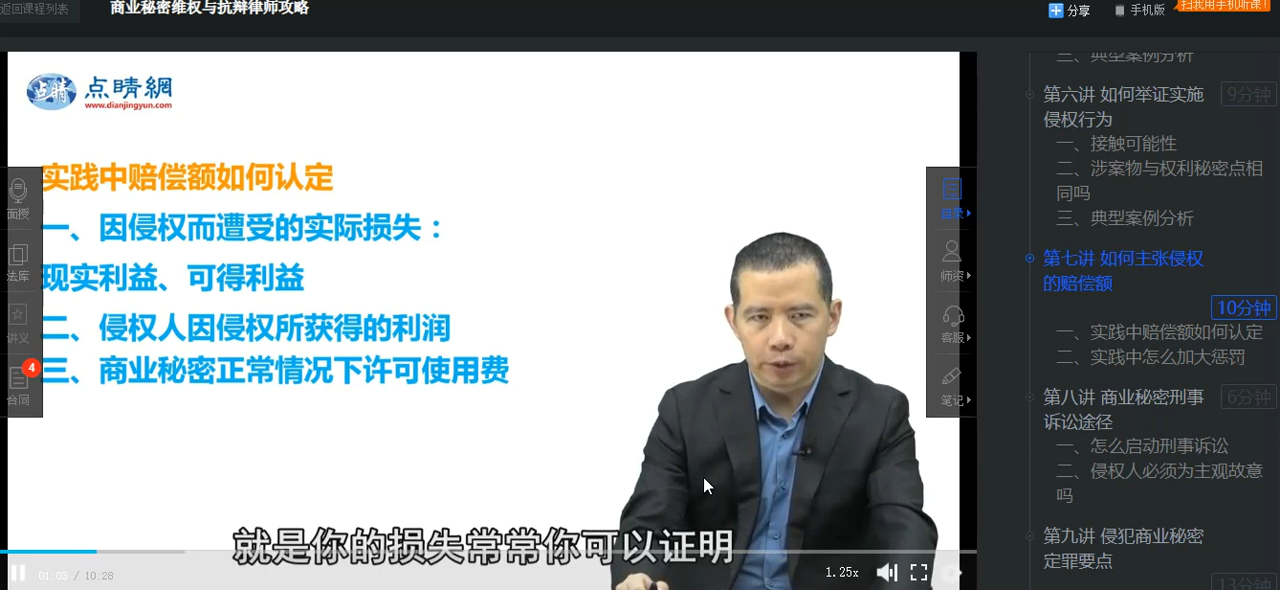 返回课程列表
商业秘密维权与抗辩律师攻略
分享
手机版
扫我用手机听课!
点睛
点睛網
www.dianjingyun.com
实践中赔偿额如何认定
一、因侵权而遭受的实际损失：
现实利益、可得利益
二、侵权人因侵权所获得的利润
三、商业秘密正常情况下许可使用费
面授
法库
讲义
4
合同
目录
师资
客服
笔记
就是你的损失常常你可以证明
01:03 / 10:28
1.25x
三、典型案例分析
第六讲 如何举证实施
侵权行为
9分钟
一、接触可能性
二、涉案物与权利秘密点相
同吗
三、典型案例分析
第七讲 如何主张侵权
的赔偿额
10分钟
一、实践中赔偿额如何认定
二、实践中怎么加大惩罚
第八讲 商业秘密刑事
诉讼途径
6分钟
一、怎么启动刑事诉讼
二、侵权人必须为主观故意
吗
第九讲 侵犯商业秘密
定罪要点
13分钟